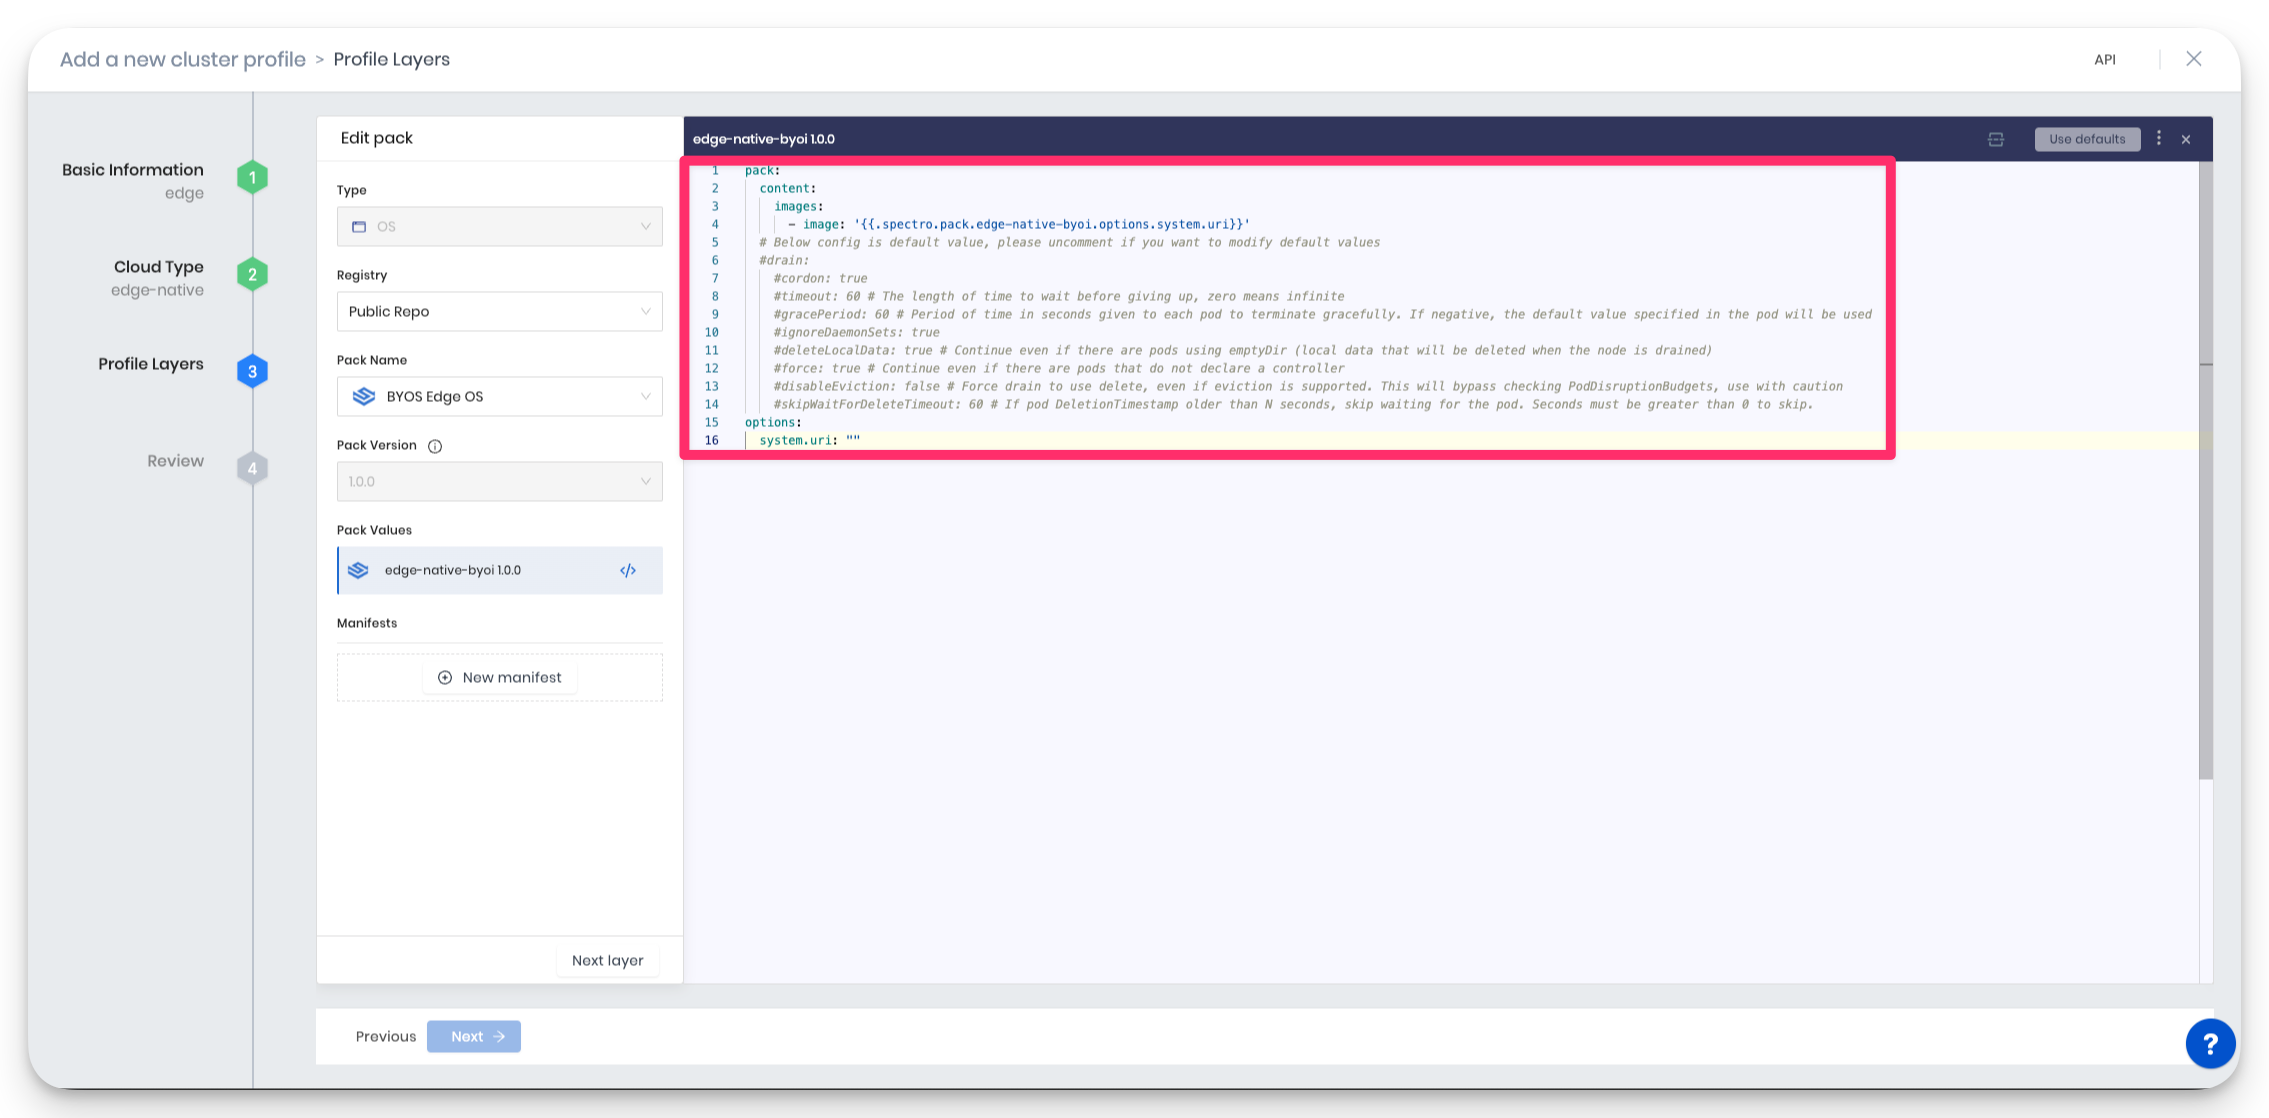 Add a new cluster profile > Profile Layers
API
Basic Information
edge
1
Cloud Type
edge-native
2
Profile Layers
3
Review
4
Edit pack
Type
OS
Registry
Public Repo
Pack Name
BYOS Edge OS
Pack Version
1.0.0
Pack Values
edge-native-byoi 1.0.0 </>
Manifests
New manifest
Next layer
edge-native-byoi 1.0.0
Use defaults
1 pack:
2 content:
3 images:
4 - image: '{{.spectro.pack.edge-native-byoi.options.system.uri}}'
5 # Below config is default value, please uncomment if you want to modify default values
6 #drain:
7 #cordon: true
8 #timeout: 60 # The length of time to wait before giving up, zero means infinite
9 #gracePeriod: 60 # Period of time in seconds given to each pod to terminate gracefully. If negative, the default value specified in the pod will be used
10 #ignoreDaemonSets: true
11 #deleteLocalData: true # Continue even if there are pods using emptyDir (local data that will be deleted when the node is drained)
12 #force: true # Continue even if there are pods that do not declare a controller
13 #disableEviction: false # Force drain to use delete, even if eviction is supported. This will bypass checking PodDisruptionBudgets, use with caution
14 #skipWaitForDeleteTimeout: 60 # If pod DeletionTimestamp older than N seconds, skip waiting for the pod. Seconds must be greater than 0 to skip.
15 options:
16 system.uri: ""
Previous
Next
?